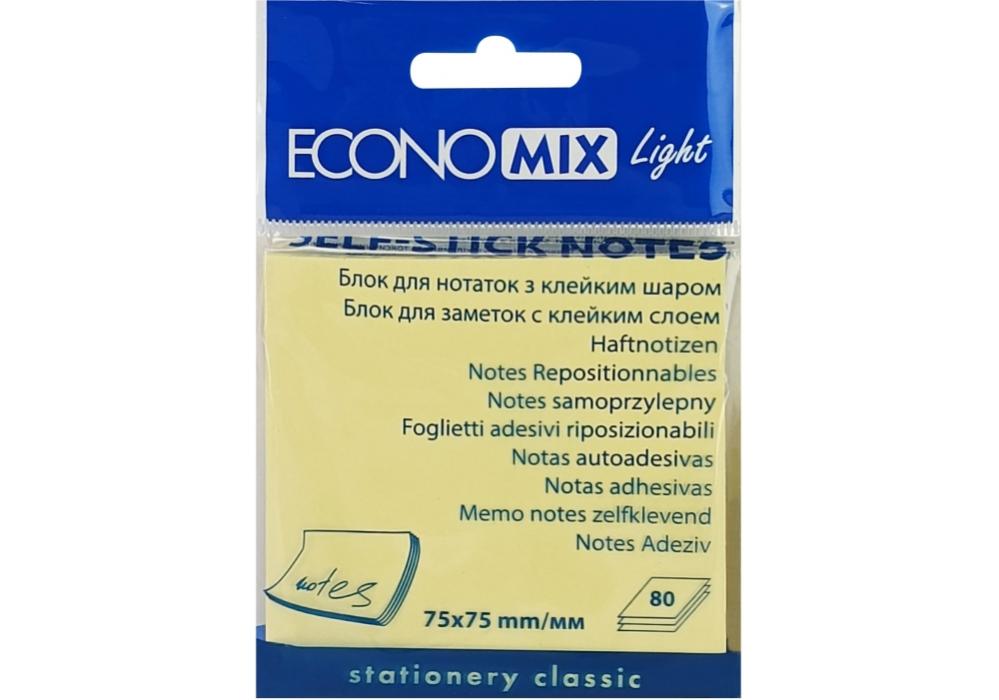 ECONOMIX Light
SELF-STICK NOTES
Блок для нотаток з клейким шаром
Блок для заметок с клейким слоем
Haftnotizen
Notes Repositionnables
Notes samoprzylepny
Foglietti adesivi riposizionabili
Notas autoadesivas
Notas adhesivas
Memo notes zelfklevend
Notes Adeziv
notes
75x75 mm/мм
80
stationery classic